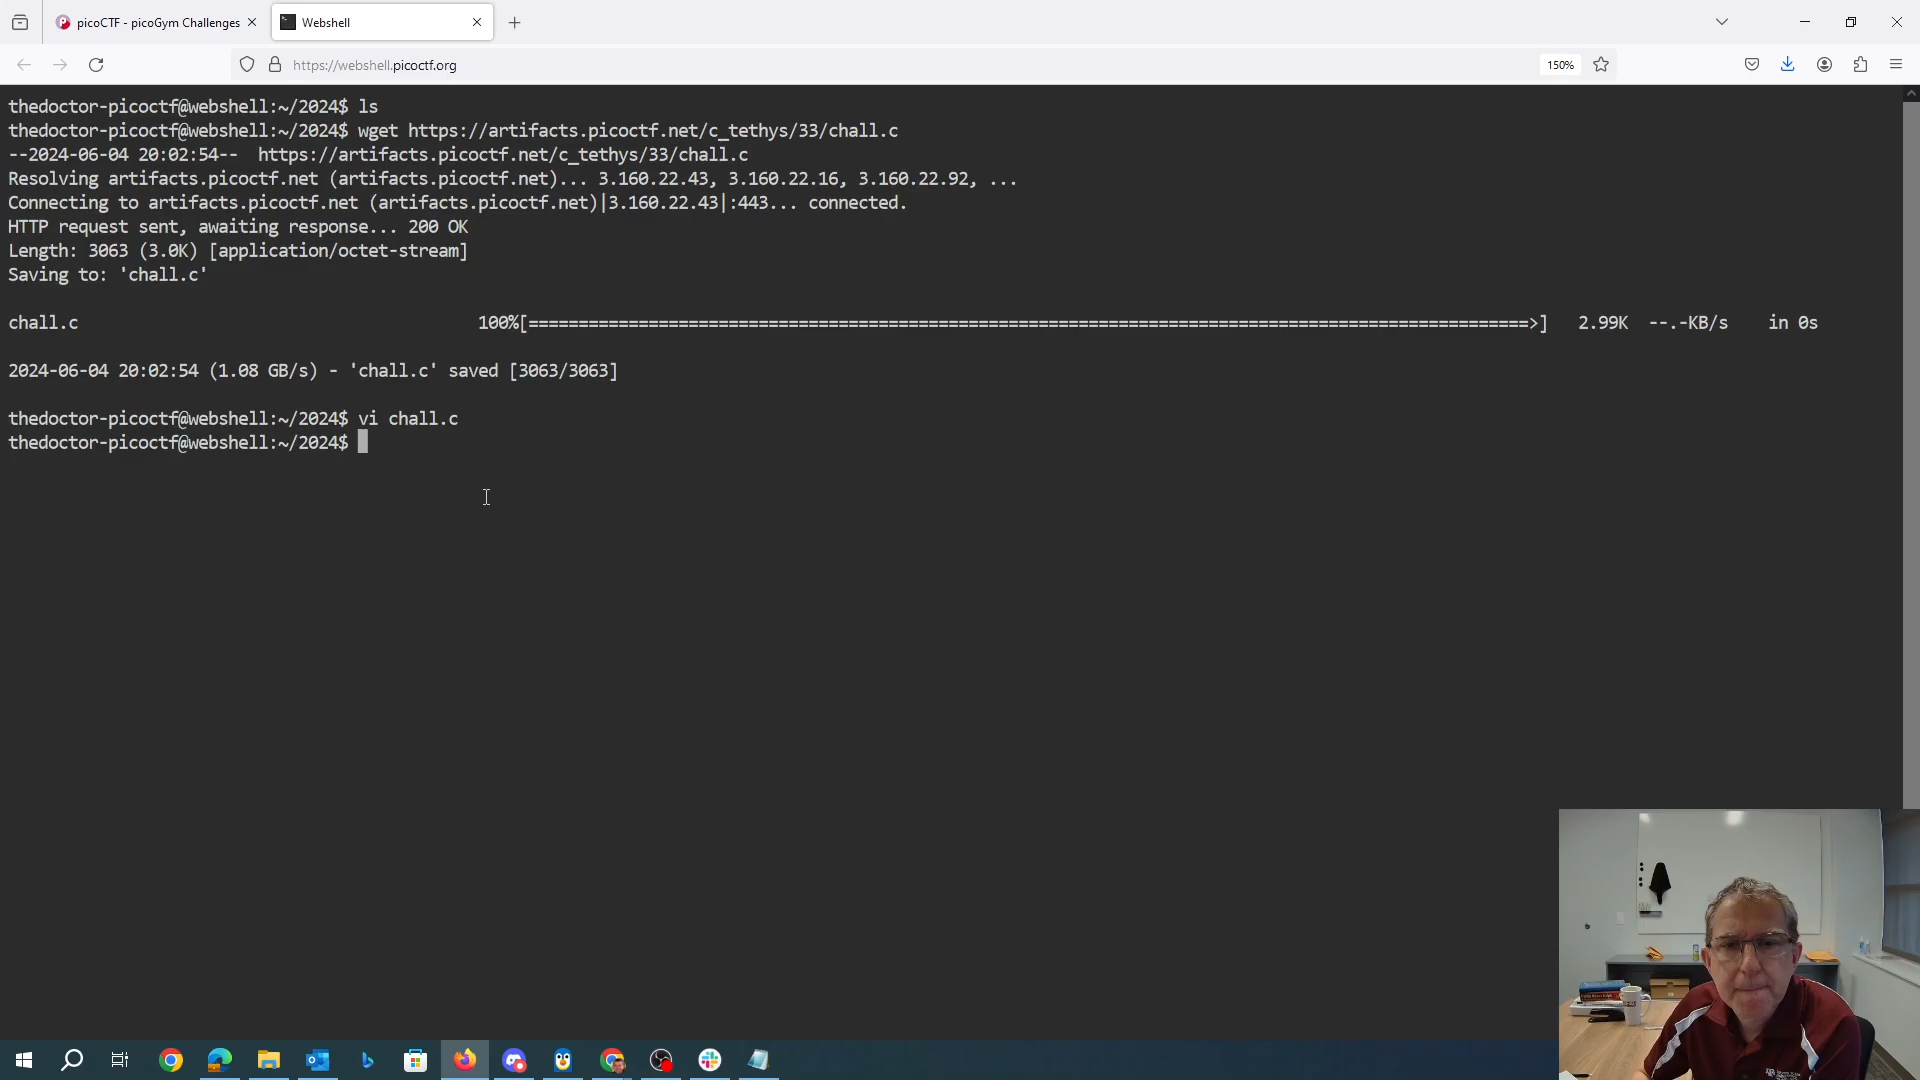 picoCTF - picoGym Challenges
Webshell
https://webshell.picoctf.org
150%
thedoctor-picoctf@webshell:~/2024$ ls
thedoctor-picoctf@webshell:~/2024$ wget https://artifacts.picoctf.net/c_tethys/33/chall.c
--2024-06-04 20:02:54--  https://artifacts.picoctf.net/c_tethys/33/chall.c
Resolving artifacts.picoctf.net (artifacts.picoctf.net)... 3.160.22.43, 3.160.22.16, 3.160.22.92, ...
Connecting to artifacts.picoctf.net (artifacts.picoctf.net)|3.160.22.43|:443... connected.
HTTP request sent, awaiting response... 200 OK
Length: 3063 (3.0K) [application/octet-stream]
Saving to: 'chall.c'
chall.c 100%[====================================================================================================>] 2.99K --.-KB/s in 0s
2024-06-04 20:02:54 (1.08 GB/s) - 'chall.c' saved [3063/3063]
thedoctor-picoctf@webshell:~/2024$ vi chall.c
thedoctor-picoctf@webshell:~/2024$